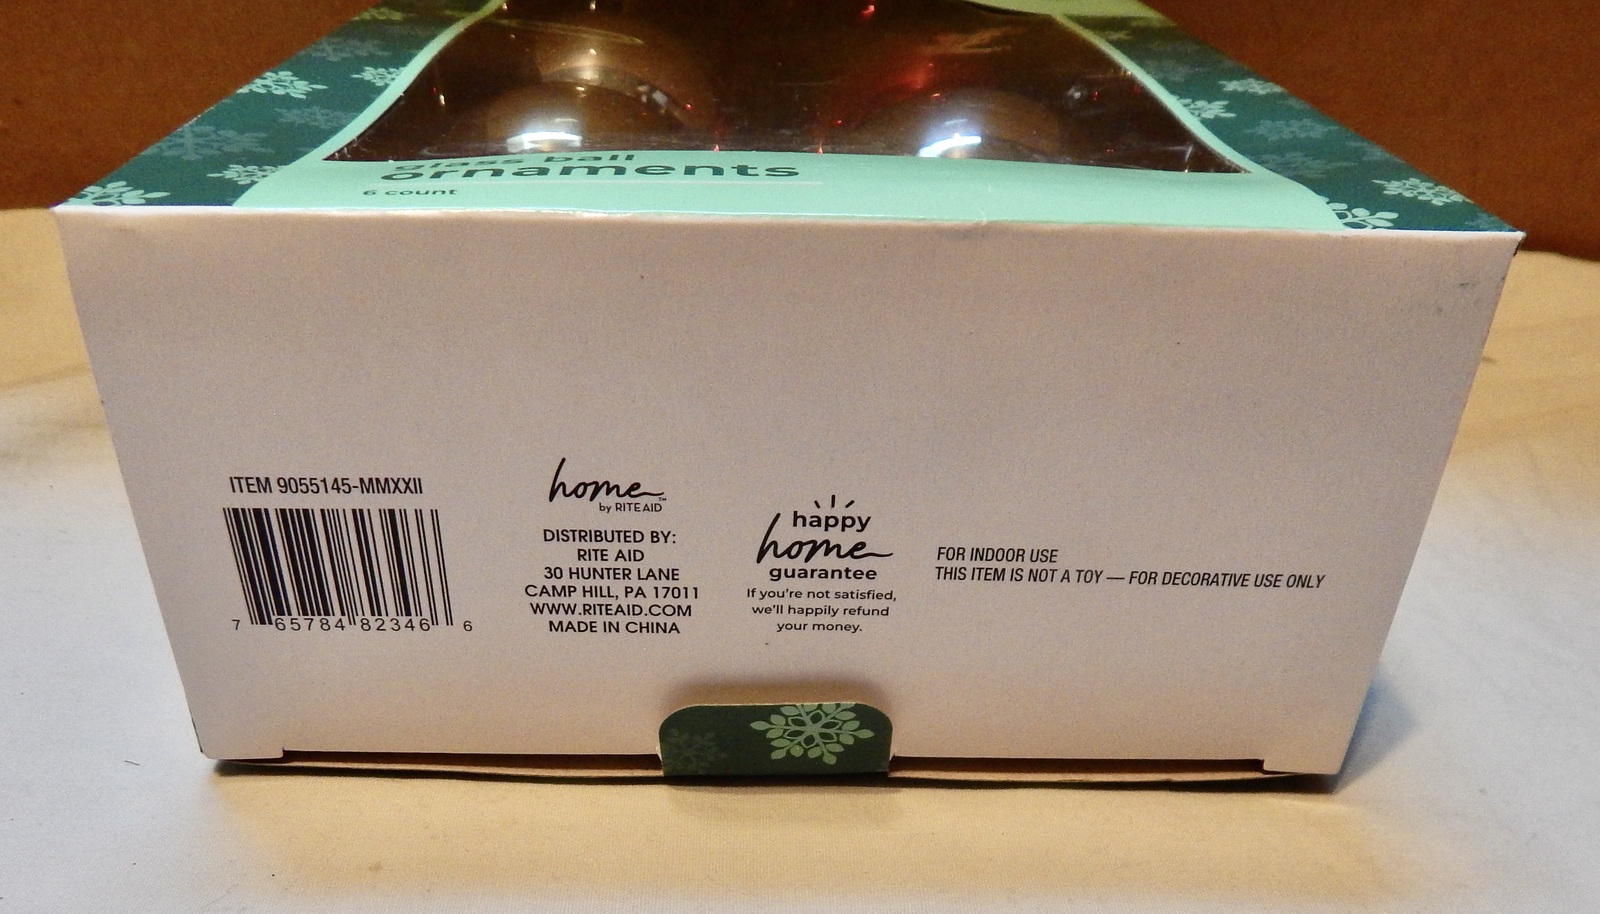 glass ball
ornaments
6 count
ITEM 9055145-MMXXII
7 65784 82346 6
home™
by RITE AID
DISTRIBUTED BY:
RITE AID
30 HUNTER LANE
CAMP HILL, PA 17011
WWW.RITEAID.COM
MADE IN CHINA
happy
home
guarantee
If you're not satisfied,
we'll happily refund
your money.
FOR INDOOR USE
THIS ITEM IS NOT A TOY — FOR DECORATIVE USE ONLY